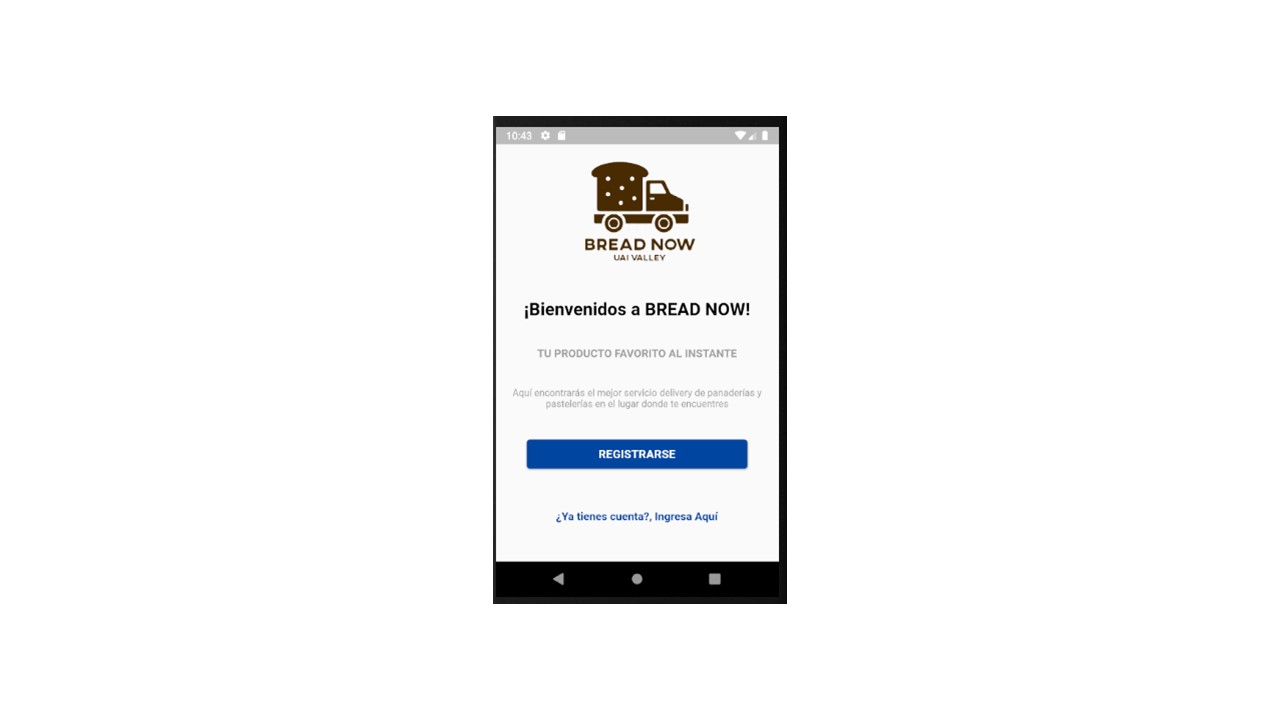 10:43
BREAD NOW
UAI VALLEY
¡Bienvenidos a BREAD NOW!
TU PRODUCTO FAVORITO AL INSTANTE
Aquí encontrarás el mejor servicio delivery de panaderías y
pastelerías en el lugar donde te encuentres
REGISTRARSE
¿Ya tienes cuenta?, Ingresa Aquí